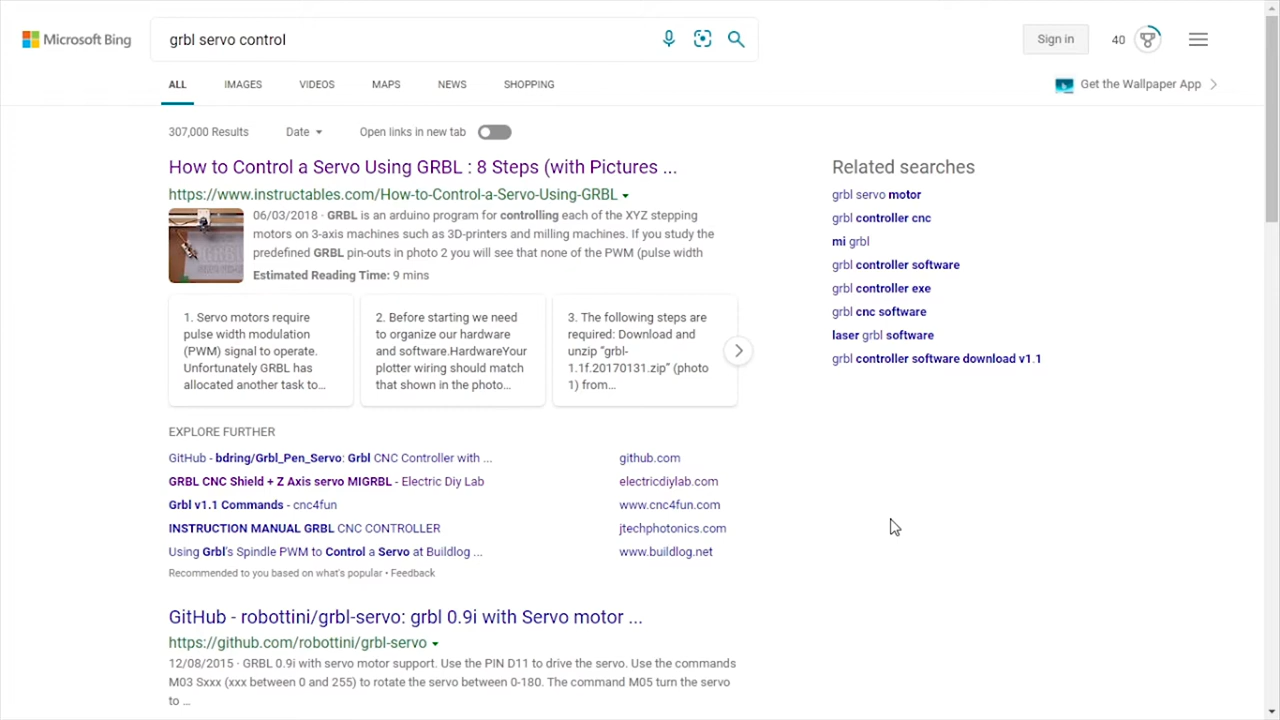 Microsoft Bing
grbl servo control
Sign in
40
ALL
IMAGES
VIDEOS
MAPS
NEWS
SHOPPING
Get the Wallpaper App
307,000 Results
Date
Open links in new tab
How to Control a Servo Using GRBL : 8 Steps (with Pictures ...
https://www.instructables.com/How-to-Control-a-Servo-Using-GRBL
06/03/2018 · GRBL is an arduino program for controlling each of the XYZ stepping
motors on 3-axis machines such as 3D-printers and milling machines. If you study the
predefined GRBL pin-outs in photo 2 you will see that none of the PWM (pulse width
Estimated Reading Time: 9 mins
1. Servo motors require
pulse width modulation
(PWM) signal to operate.
Unfortunately GRBL has
allocated another task to...
2. Before starting we need
to organize our hardware
and software.HardwareYour
plotter wiring should match
that shown in the photo...
3. The following steps are
required: Download and
unzip “grbl-
1.1f.20170131.zip” (photo
1) from...
EXPLORE FURTHER
GitHub - bdring/Grbl_Pen_Servo: Grbl CNC Controller with ...
github.com
GRBL CNC Shield + Z Axis servo MIGRBL - Electric Diy Lab
electricdiylab.com
Grbl v1.1 Commands - cnc4fun
www.cnc4fun.com
INSTRUCTION MANUAL GRBL CNC CONTROLLER
jtechphotonics.com
Using Grbl's Spindle PWM to Control a Servo at Buildlog ...
www.buildlog.net
Recommended to you based on what's popular • Feedback
GitHub - robottini/grbl-servo: grbl 0.9i with Servo motor ...
https://github.com/robottini/grbl-servo
12/08/2015 · GRBL 0.9i with servo motor support. Use the PIN D11 to drive the servo. Use the commands
M03 Sxxx (xxx between 0 and 255) to rotate the servo between 0-180. The command M05 turn the servo
to ...
Related searches
grbl servo motor
grbl controller cnc
mi grbl
grbl controller software
grbl controller exe
grbl cnc software
laser grbl software
grbl controller software download v1.1